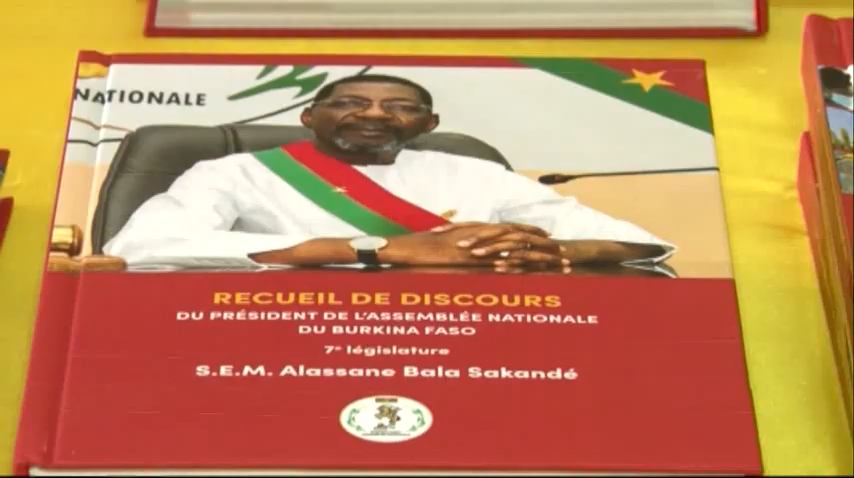 NATIONALE
RECUEIL DE DISCOURS
DU PRÉSIDENT DE L'ASSEMBLÉE NATIONALE
DU BURKINA FASO
7e législature
S.E.M. Alassane Bala Sakandé